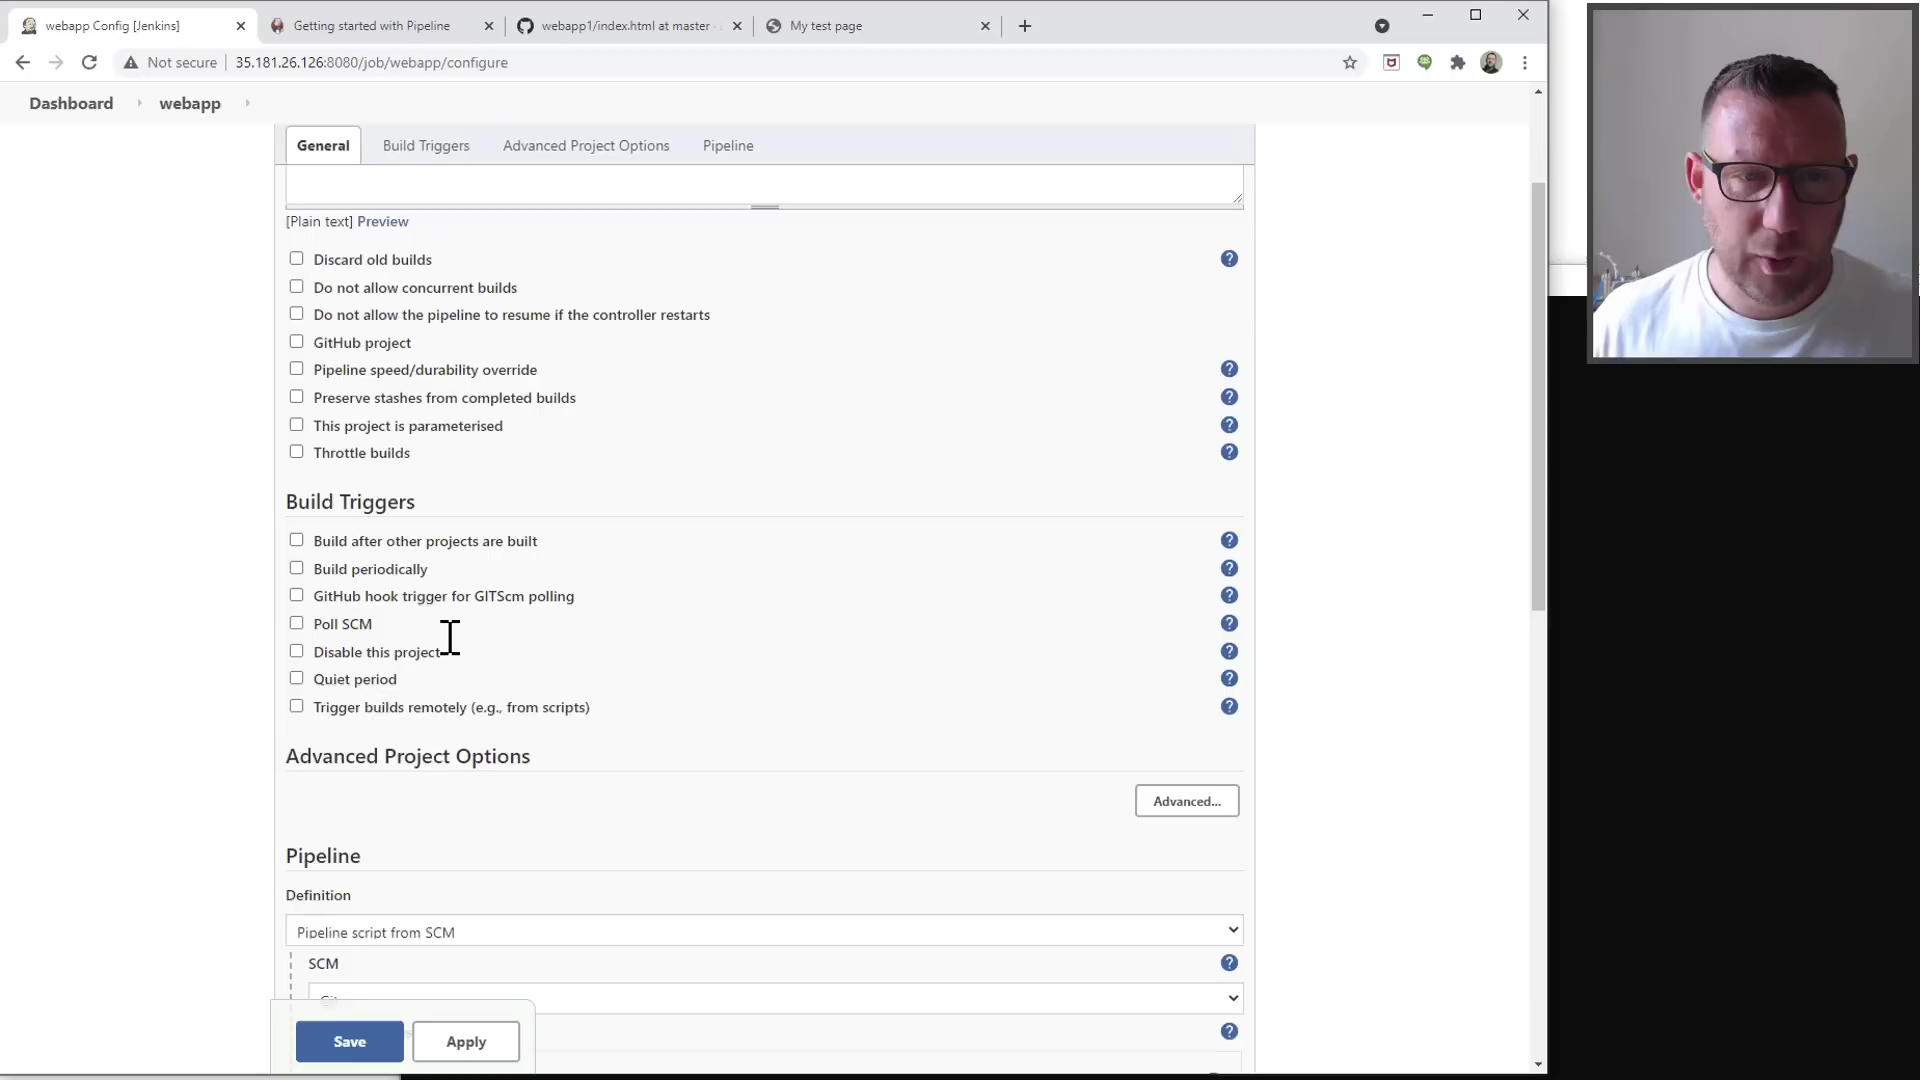 webapp Config [Jenkins]
Getting started with Pipeline
webapp1/index.html at master ·
My test page
Not secure
35.181.26.126:8080/job/webapp/configure
Dashboard
webapp
General
Build Triggers
Advanced Project Options
Pipeline
[Plain text] Preview
Discard old builds
Do not allow concurrent builds
Do not allow the pipeline to resume if the controller restarts
GitHub project
Pipeline speed/durability override
Preserve stashes from completed builds
This project is parameterised
Throttle builds
Build Triggers
Build after other projects are built
Build periodically
GitHub hook trigger for GITScm polling
Poll SCM
Disable this project
Quiet period
Trigger builds remotely (e.g., from scripts)
Advanced Project Options
Advanced...
Pipeline
Definition
Pipeline script from SCM
SCM
Save
Apply